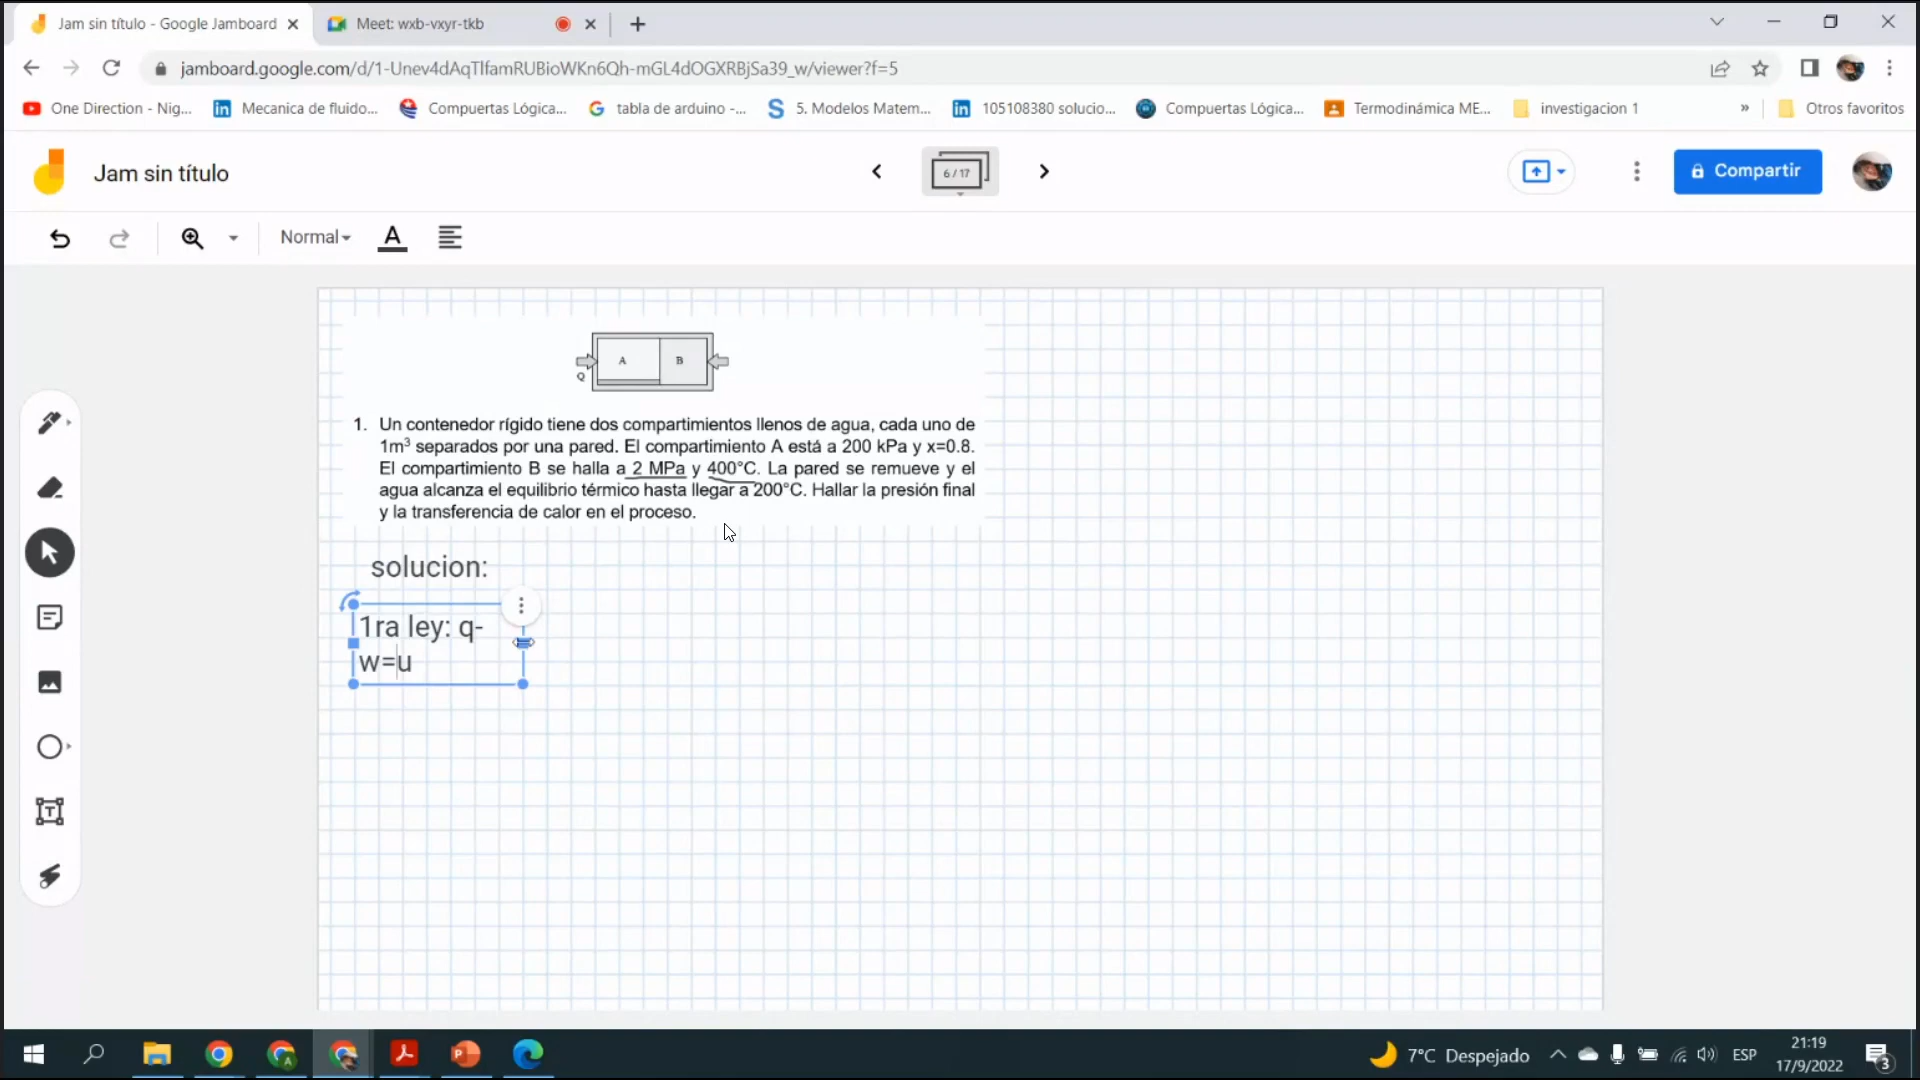 Jam sin título - Google Jamboard
Meet: wxb-vxyr-tkb
jamboard.google.com/d/1-Unev4dAqTlfamRUBioWKn6Qh-mGL4dOGXRBjSa39_w/viewer?f=5
One Direction - Nig...
Mecanica de fluido...
Compuertas Lógica...
tabla de arduino -...
5. Modelos Matem...
105108380 solucio...
Compuertas Lógica...
Termodinámica ME...
investigacion 1
»
Otros favoritos
Jam sin título
6 / 17
Compartir
Normal
A
A
B
Q
1. Un contenedor rígido tiene dos compartimientos llenos de agua, cada uno de
1m³ separados por una pared. El compartimiento A está a 200 kPa y x=0.8.
El compartimiento B se halla a 2 MPa y 400°C. La pared se remueve y el
agua alcanza el equilibrio térmico hasta llegar a 200°C. Hallar la presión final
y la transferencia de calor en el proceso.
solucion:
1ra ley: q-
w=u
7°C Despejado
ESP
21:19
17/9/2022
3